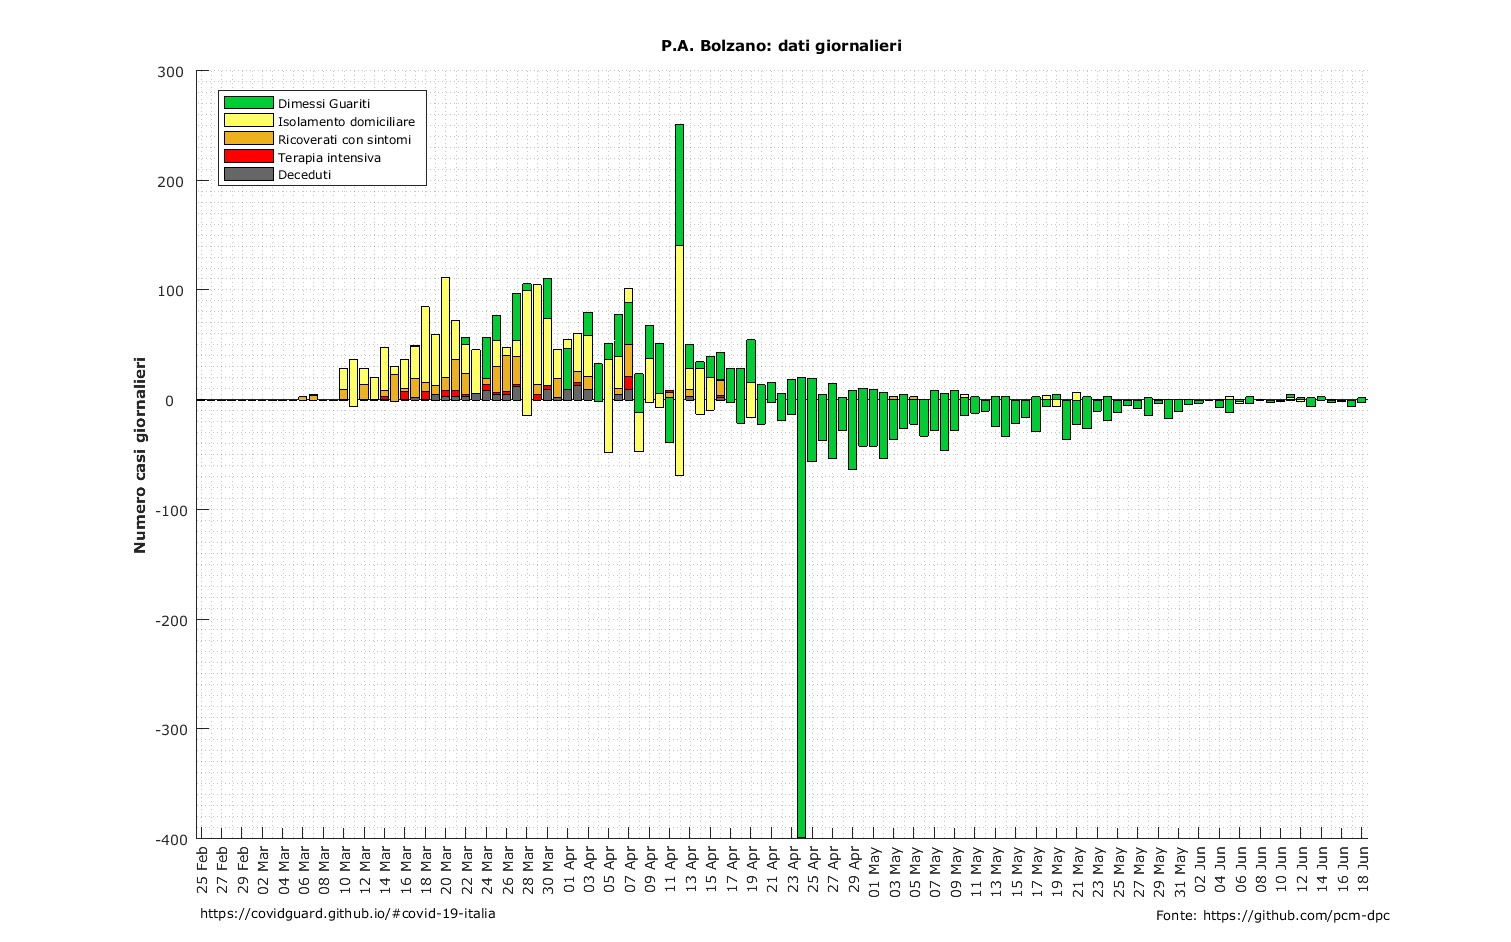 P.A. Bolzano: dati giornalieri
300
200
100
0
-100
-200
-300
-400
Numero casi giornalieri
Dimessi Guariti
Isolamento domiciliare
Ricoverati con sintomi
Terapia intensiva
Deceduti
25 Feb
27 Feb
29 Feb
02 Mar
04 Mar
06 Mar
08 Mar
10 Mar
12 Mar
14 Mar
16 Mar
18 Mar
20 Mar
22 Mar
24 Mar
26 Mar
28 Mar
30 Mar
01 Apr
03 Apr
05 Apr
07 Apr
09 Apr
11 Apr
13 Apr
15 Apr
17 Apr
19 Apr
21 Apr
23 Apr
25 Apr
27 Apr
29 Apr
01 May
03 May
05 May
07 May
09 May
11 May
13 May
15 May
17 May
19 May
21 May
23 May
25 May
27 May
29 May
31 May
02 Jun
04 Jun
06 Jun
08 Jun
10 Jun
12 Jun
14 Jun
16 Jun
18 Jun
https://covidguard.github.io/#covid-19-italia
Fonte: https://github.com/pcm-dpc